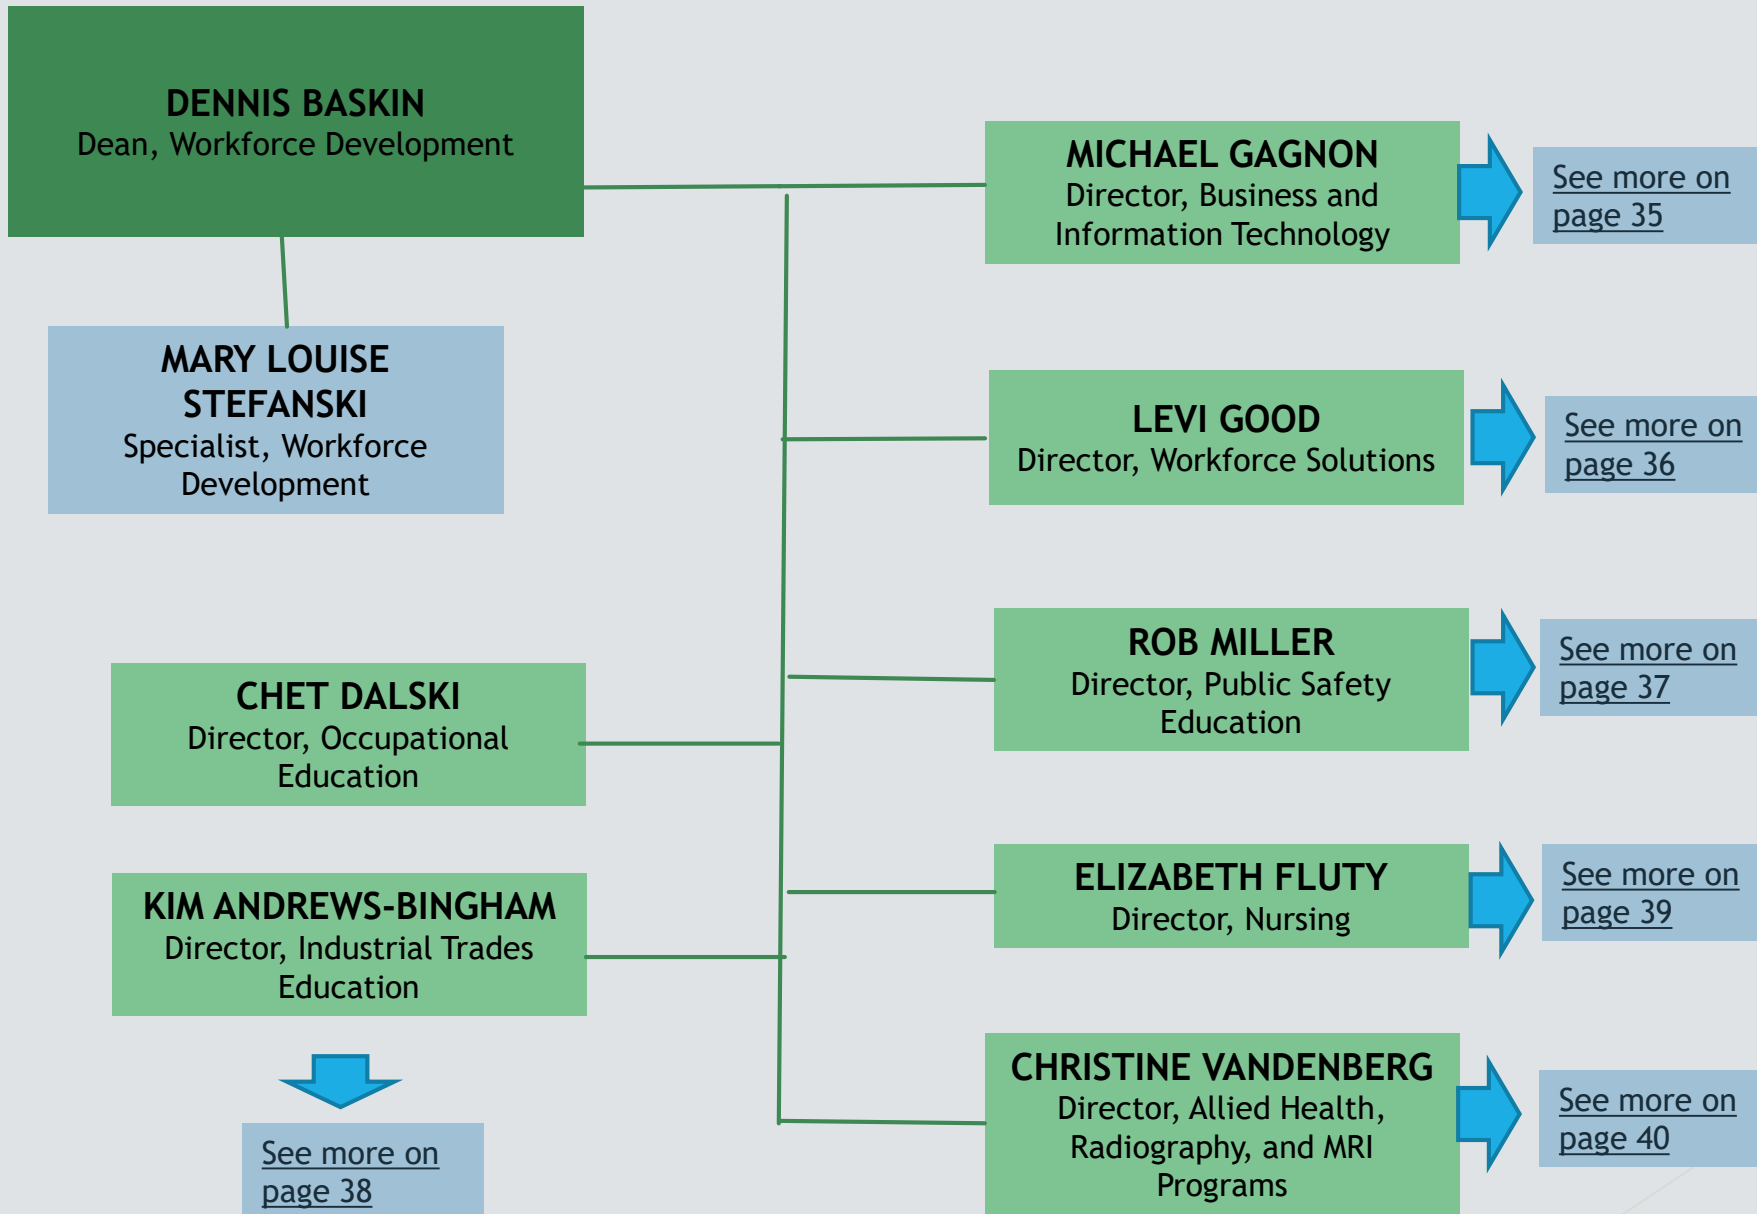 DENNIS BASKIN
Dean, Workforce Development
MARY LOUISE
STEFANSKI
Specialist, Workforce
Development
CHET DALSKI
Director, Occupational
Education
KIM ANDREWS-BINGHAM
Director, Industrial Trades
Education
See more on
page 38
MICHAEL GAGNON
Director, Business and
Information Technology
See more on
page 35
LEVI GOOD
Director, Workforce Solutions
See more on
page 36
ROB MILLER
Director, Public Safety
Education
See more on
page 37
ELIZABETH FLUTY
Director, Nursing
See more on
page 39
CHRISTINE VANDENBERG
Director, Allied Health,
Radiography, and MRI
Programs
See more on
page 40